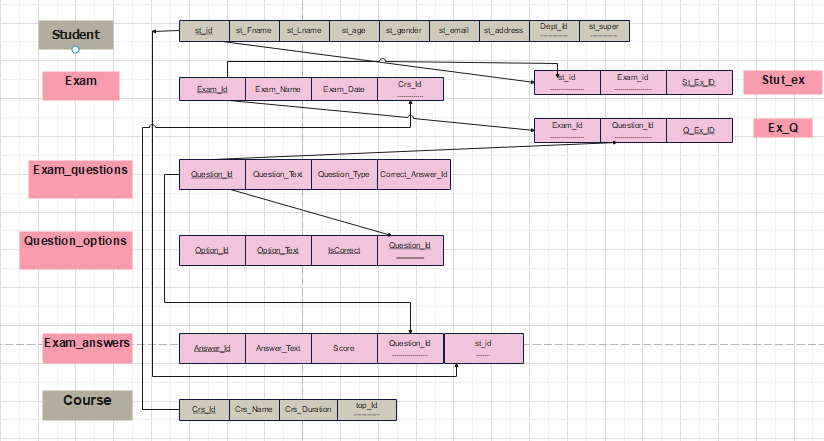 Student
st_id st_Fname st_Lname st_age st_gender st_email st_address Dept_Id st_super
Exam
Exam_Id Exam_Name Exam_Date Crs_Id
st_id Exam_id St_Ex_ID
Stut_ex
Exam_Id Question_Id Q_Ex_ID
Ex_Q
Exam_questions
Question_Id Question_Text Question_Type Correct_Answer_Id
Question_options
Option_Id Option_Text IsCorrect Question_Id
Exam_answers
Answer_Id Answer_Text Score Question_Id st_id
Course
Crs_Id Crs_Name Crs_Duration top_Id